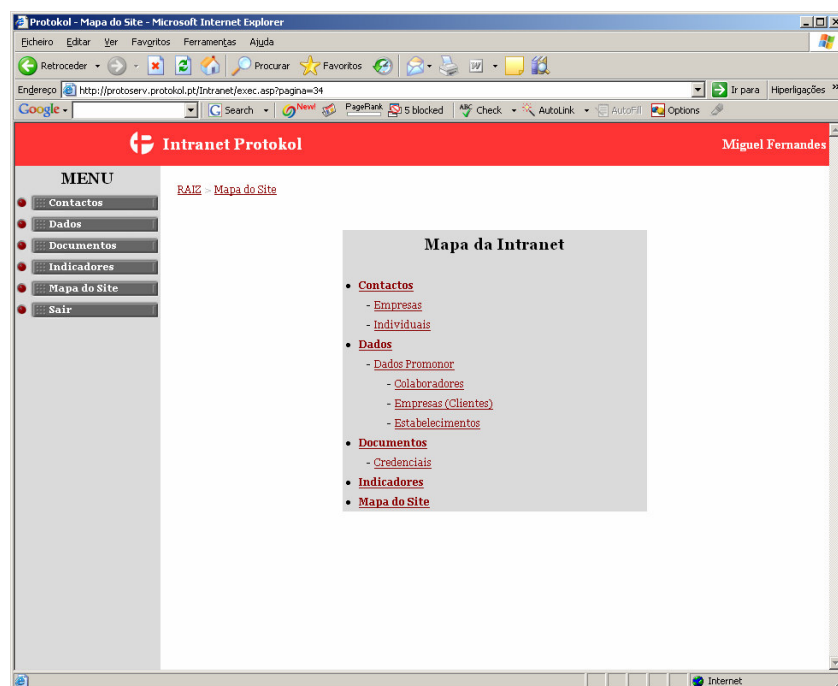 Protokol - Mapa do Site - Microsoft Internet Explorer
Ficheiro Editar Ver Favoritos Ferramentas Ajuda
Retroceder Procurar Favoritos
Endereço http://protoserv.protokol.pt/Intranet/exec.asp?pagina=34 Ir para Hiperligações »
Google Search New! PageRank 5 blocked Check AutoLink AutoFill Options
Intranet Protokol Miguel Fernandes
MENU
Contactos
Dados
Documentos
Indicadores
Mapa do Site
Sair
RAIZ > Mapa do Site
Mapa da Intranet
• Contactos
- Empresas
- Individuais
• Dados
- Dados Promonor
- Colaboradores
- Empresas (Clientes)
- Estabelecimentos
• Documentos
- Credenciais
• Indicadores
• Mapa do Site
Internet